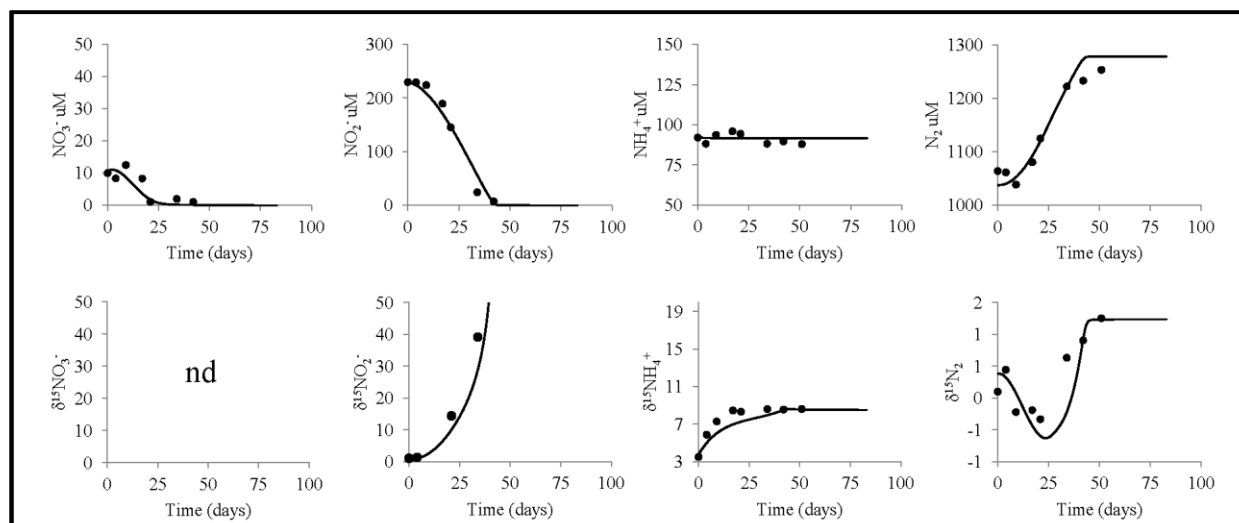 NO₃⁻ uM
50
40
30
20
10
0
0 25 50 75 100
Time (days)
NO₂⁻ uM
300
200
100
0
0 25 50 75 100
Time (days)
NH₄⁺ uM
150
125
100
75
50
0 25 50 75 100
Time (days)
N₂ uM
1300
1200
1100
1000
0 25 50 75 100
Time (days)
δ¹⁵NO₃⁻
50
40
30
20
10
0
nd
0 25 50 75 100
Time (days)
δ¹⁵NO₂⁻
50
40
30
20
10
0
0 25 50 75 100
Time (days)
δ¹⁵NH₄⁺
19
15
11
7
3
0 25 50 75 100
Time (days)
δ¹⁵N₂
2
1
1
0
-1
-1
0 25 50 75 100
Time (days)